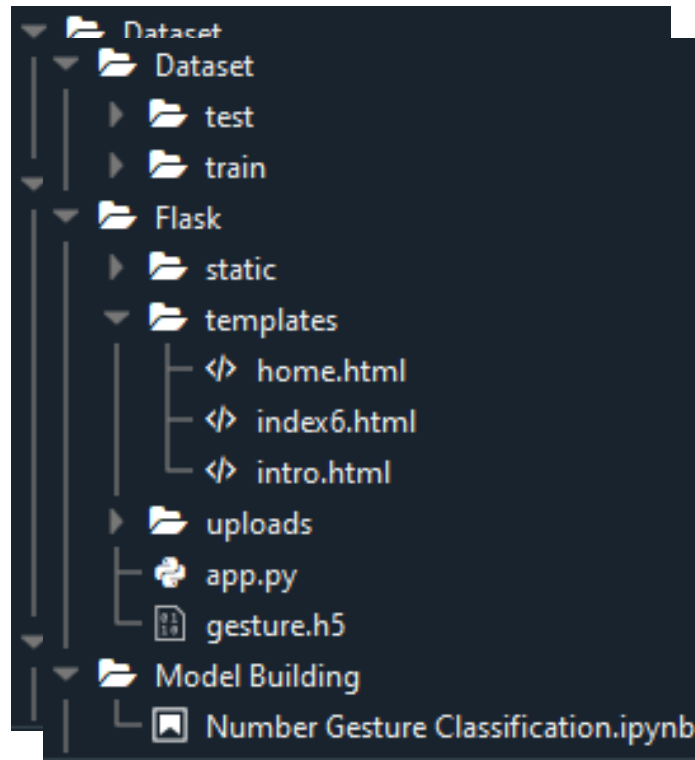 Dataset
Dataset
test
train
Flask
static
templates
home.html
index6.html
intro.html
uploads
app.py
gesture.h5
Model Building
Number Gesture Classification.ipynb